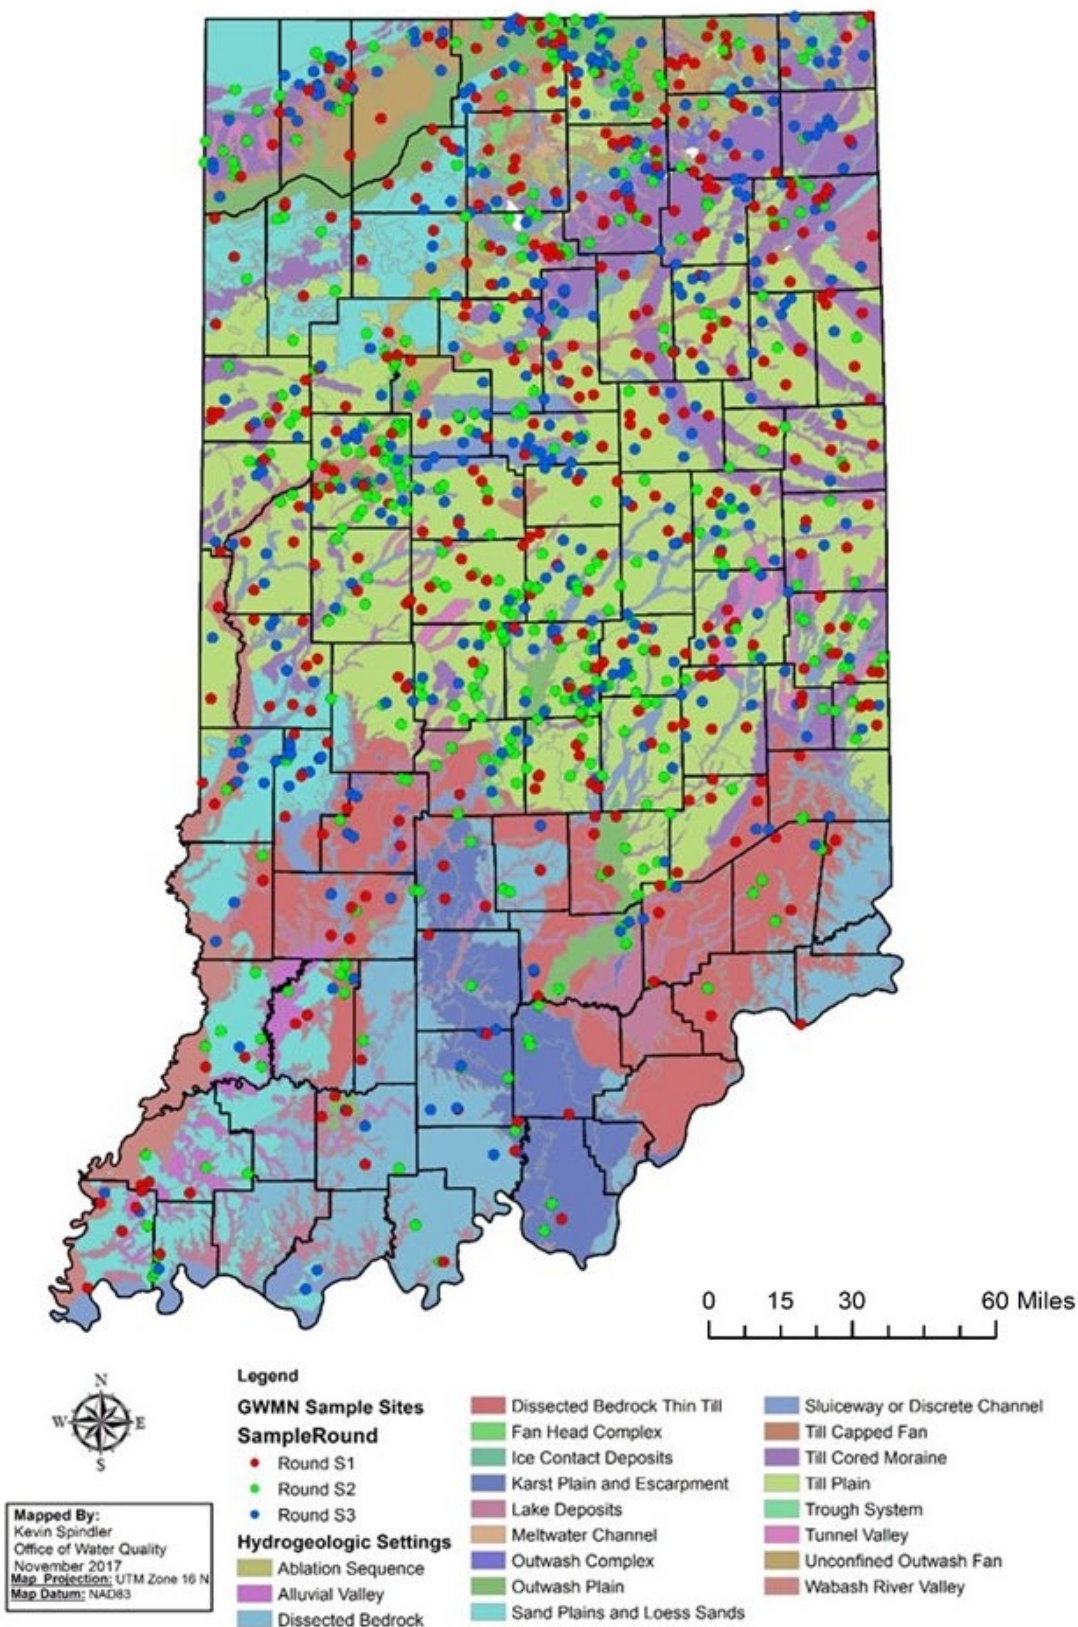 0 15 30 60 Miles
N
W E
S
Mapped By:
Kevin Spindler
Office of Water Quality
November 2017
Map Projection: UTM Zone 16 N
Map Datum: NAD83
Legend
GWMN Sample Sites
SampleRound
Round S1
Round S2
Round S3
Hydrogeologic Settings
Ablation Sequence
Alluvial Valley
Dissected Bedrock
Dissected Bedrock Thin Till
Fan Head Complex
Ice Contact Deposits
Karst Plain and Escarpment
Lake Deposits
Meltwater Channel
Outwash Complex
Outwash Plain
Sand Plains and Loess Sands
Sluiceway or Discrete Channel
Till Capped Fan
Till Cored Moraine
Till Plain
Trough System
Tunnel Valley
Unconfined Outwash Fan
Wabash River Valley